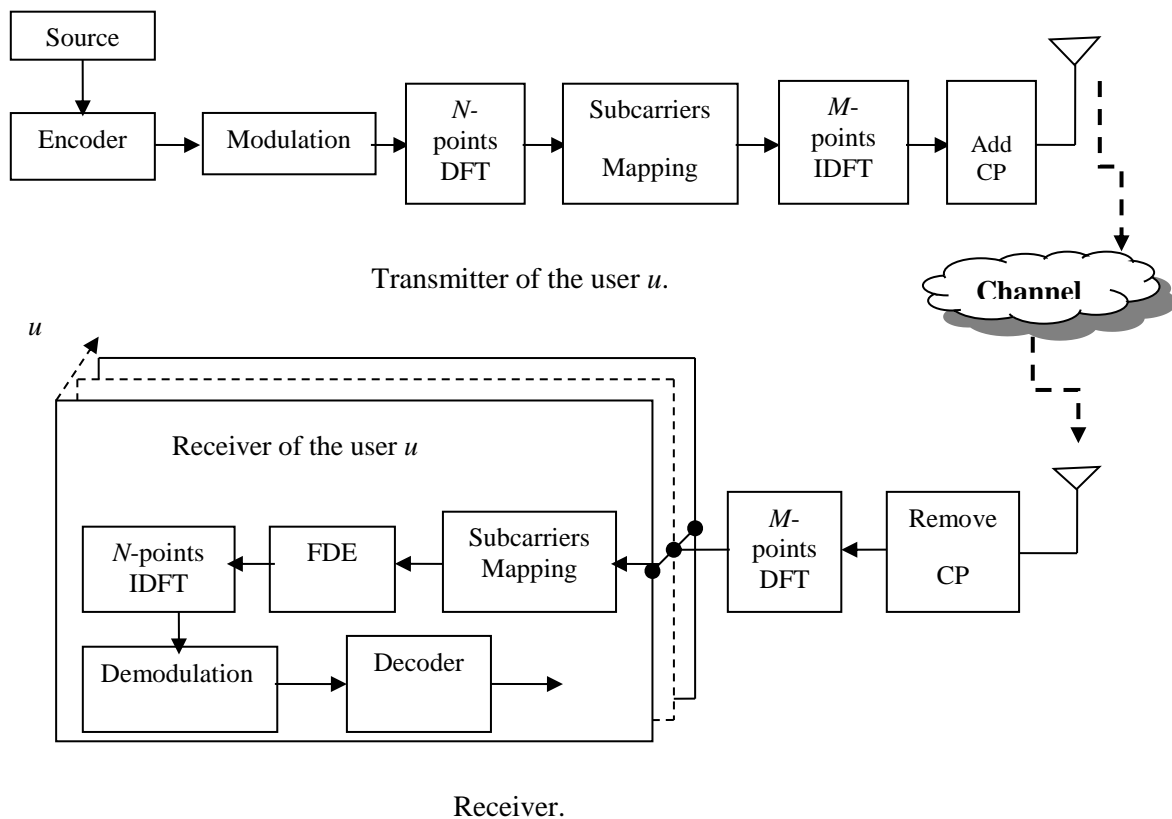 Source
Encoder
Modulation
N-
points
DFT
Subcarriers
Mapping
M-
points
IDFT
Add
CP
Transmitter of the user u.
Channel
u
Receiver of the user u
N-points
IDFT
FDE
Subcarriers
Mapping
M-
points
DFT
Remove
CP
Demodulation
Decoder
Receiver.